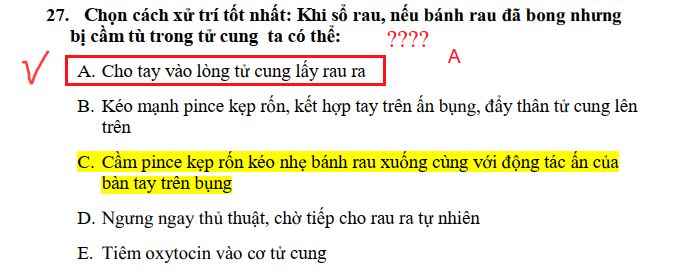 27. Chọn cách xử trí tốt nhất: Khi sổ rau, nếu bánh rau đã bong nhưng
bị cầm tù trong tử cung ta có thể: ????
A
A. Cho tay vào lòng tử cung lấy rau ra
B. Kéo mạnh pince kẹp rốn, kết hợp tay trên ấn bụng, đẩy thân tử cung lên
trên
C. Cầm pince kẹp rốn kéo nhẹ bánh rau xuống cùng với động tác ấn của
bàn tay trên bụng
D. Ngưng ngay thủ thuật, chờ tiếp cho rau ra tự nhiên
E. Tiêm oxytocin vào cơ tử cung